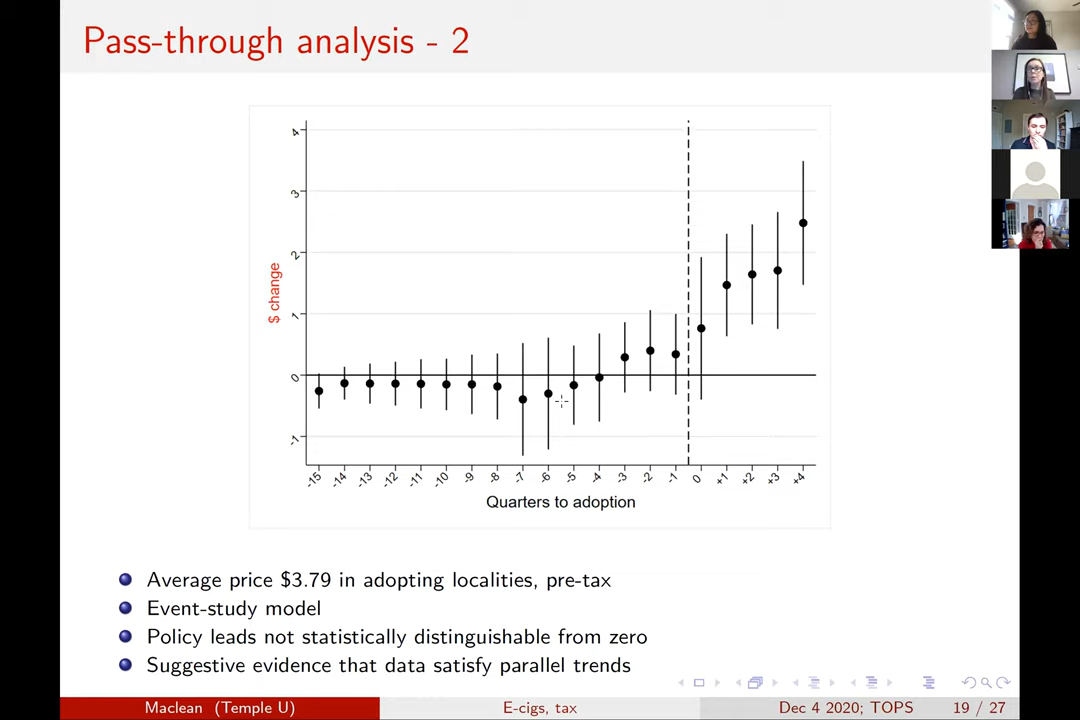 Pass-through analysis - 2
4
3
2
1
0
-1
$ change
-15 -14 -13 -12 -11 -10 -9 -8 -7 -6 -5 -4 -3 -2 -1 0 +1 +2 +3 +4
Quarters to adoption
Average price $3.79 in adopting localities, pre-tax
Event-study model
Policy leads not statistically distinguishable from zero
Suggestive evidence that data satisfy parallel trends
Maclean (Temple U) E-cigs, tax Dec 4 2020; TOPS 19 / 27